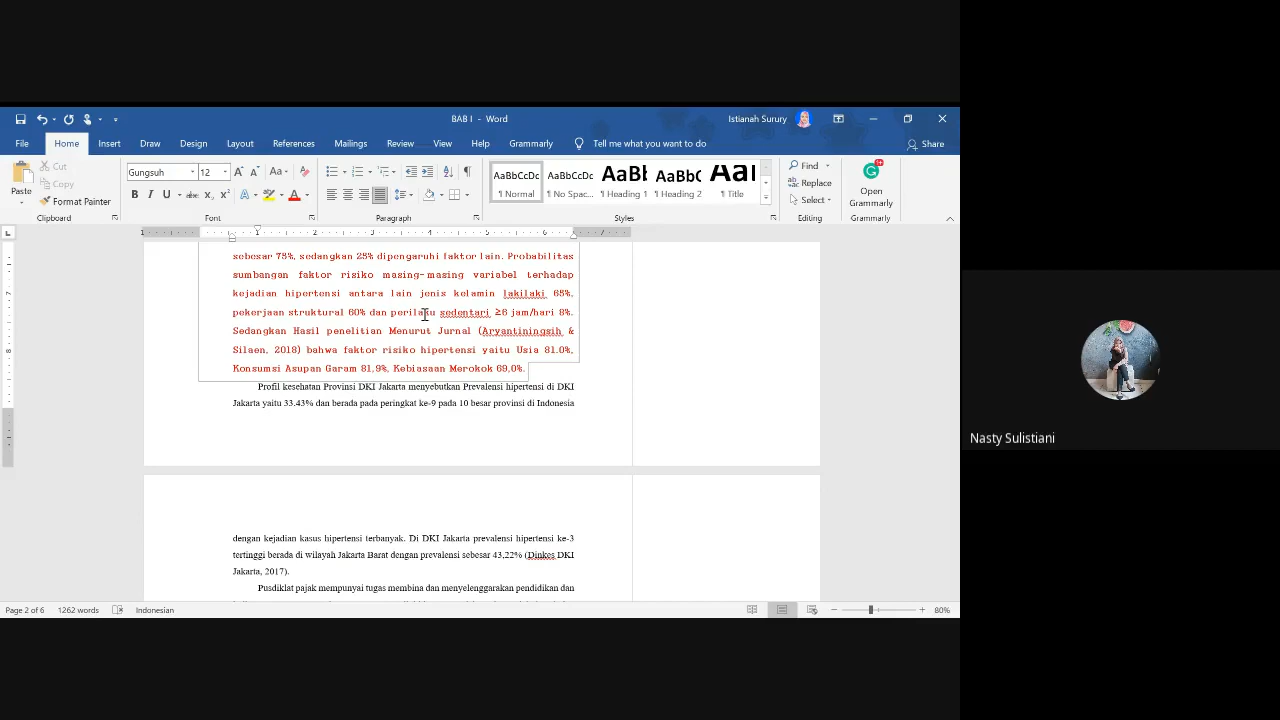 BAB I - Word
Istianah Surury
File Home Insert Draw Design Layout References Mailings Review View Help Grammarly Tell me what you want to do Share
Paste
Cut
Copy
Format Painter
Clipboard
Gungsuh 12
B I U abc x₂ x² A
Font
Paragraph
AaBbCcDc AaBbCcDc AaBbC AaBbC AaBI
¶ Normal ¶ No Spac... ¶ Heading 1 ¶ Heading 2 ¶ Title
Styles
Find
Replace
Select
Editing
Open
Grammarly
Grammarly
sebesar 75%, sedangkan 25% dipengaruhi faktor lain. Probabilitas
sumbangan faktor risiko masing-masing variabel terhadap
kejadian hipertensi antara lain jenis kelamin lakilaki 65%,
pekerjaan struktural 60% dan perilaku sedentari ≥6 jam/hari 8%.
Sedangkan Hasil penelitian Menurut Jurnal (Aryantiningsih &
Silaen, 2018) bahwa faktor risiko hipertensi yaitu Usia 81.0%,
Konsumsi Asupan Garam 81,9%, Kebiasaan Merokok 69,0%.
Profil kesehatan Provinsi DKI Jakarta menyebutkan Prevalensi hipertensi di DKI
Jakarta yaitu 33.43% dan berada pada peringkat ke-9 pada 10 besar provinsi di Indonesia
dengan kejadian kasus hipertensi terbanyak. Di DKI Jakarta prevalensi hipertensi ke-3
tertinggi berada di wilayah Jakarta Barat dengan prevalensi sebesar 43,22% (Dinkes DKI
Jakarta, 2017).
Pusdiklat pajak mempunyai tugas membina dan menyelenggarakan pendidikan dan
Page 2 of 6 1262 words Indonesian 80%
Nasty Sulistiani